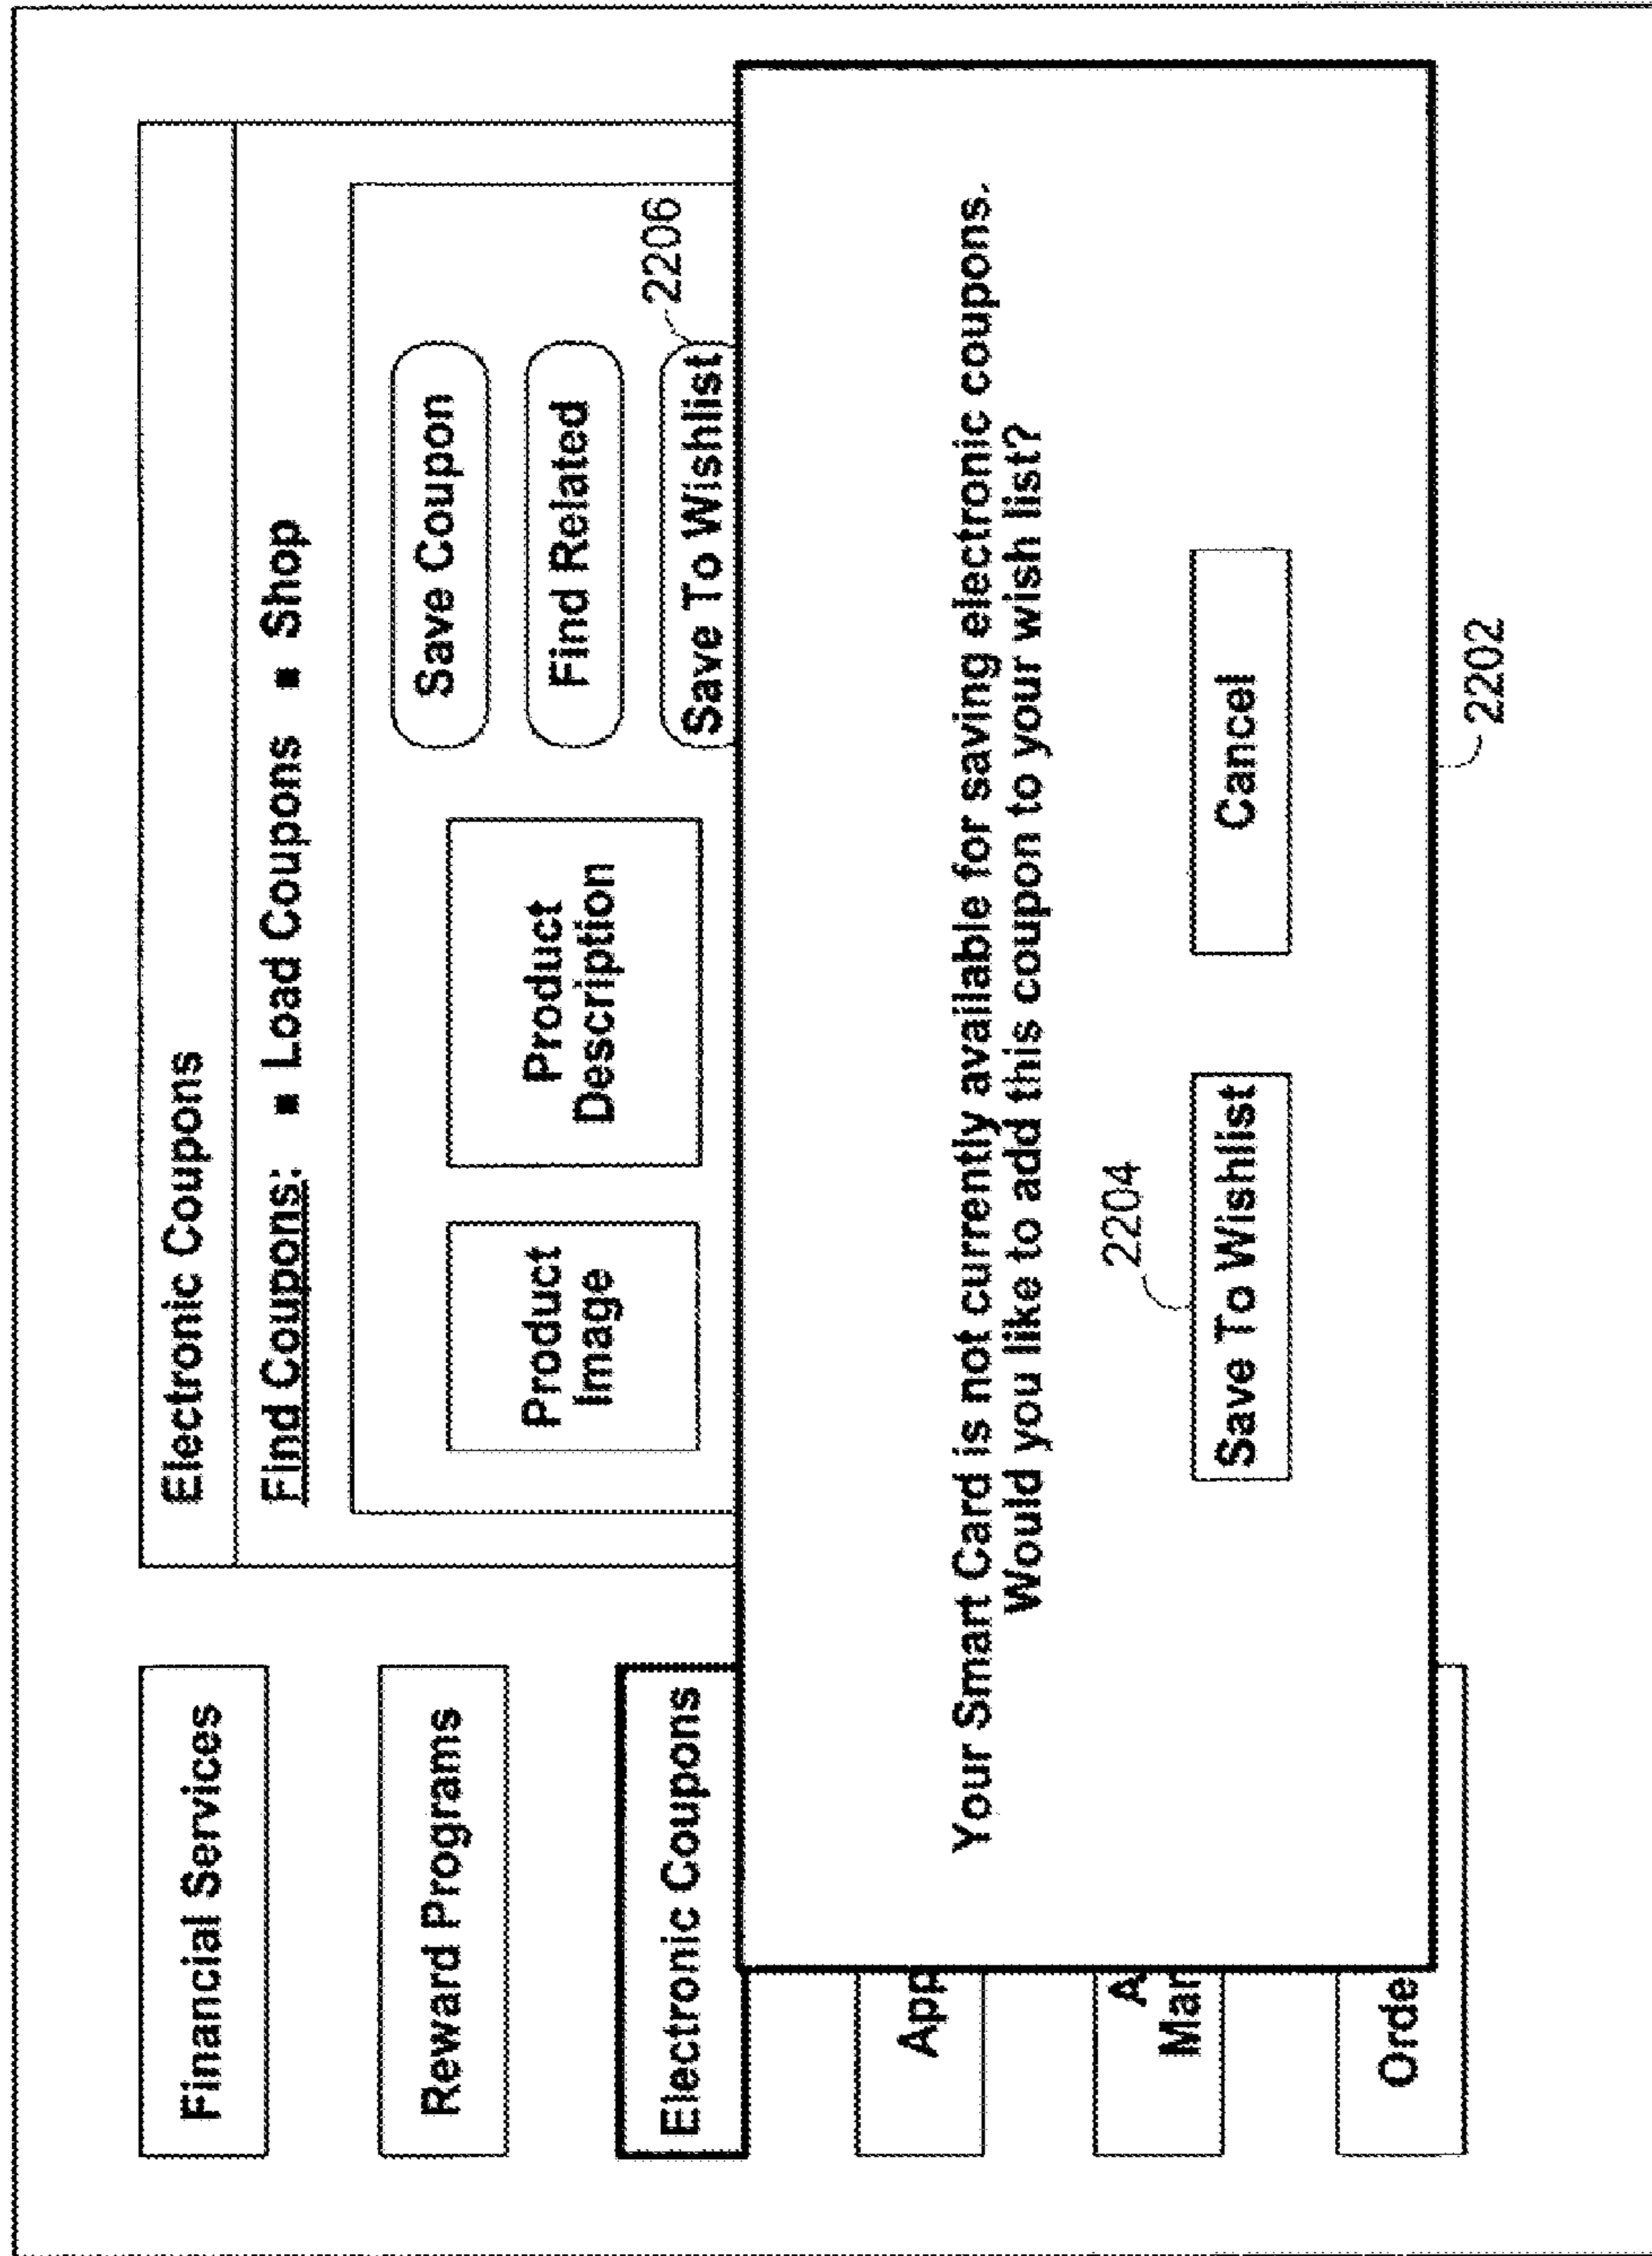 Financial Services
Reward Programs
Electronic Coupons
App
A
Mar
Orde
Electronic Coupons
Find Coupons: ■ Load Coupons ■ Shop
Product
Image
Product
Description
Save Coupon
Find Related
Save To Wishlist
2206
Your Smart Card is not currently available for saving electronic coupons.
Would you like to add this coupon to your wish list?
2204
Save To Wishlist
Cancel
2202